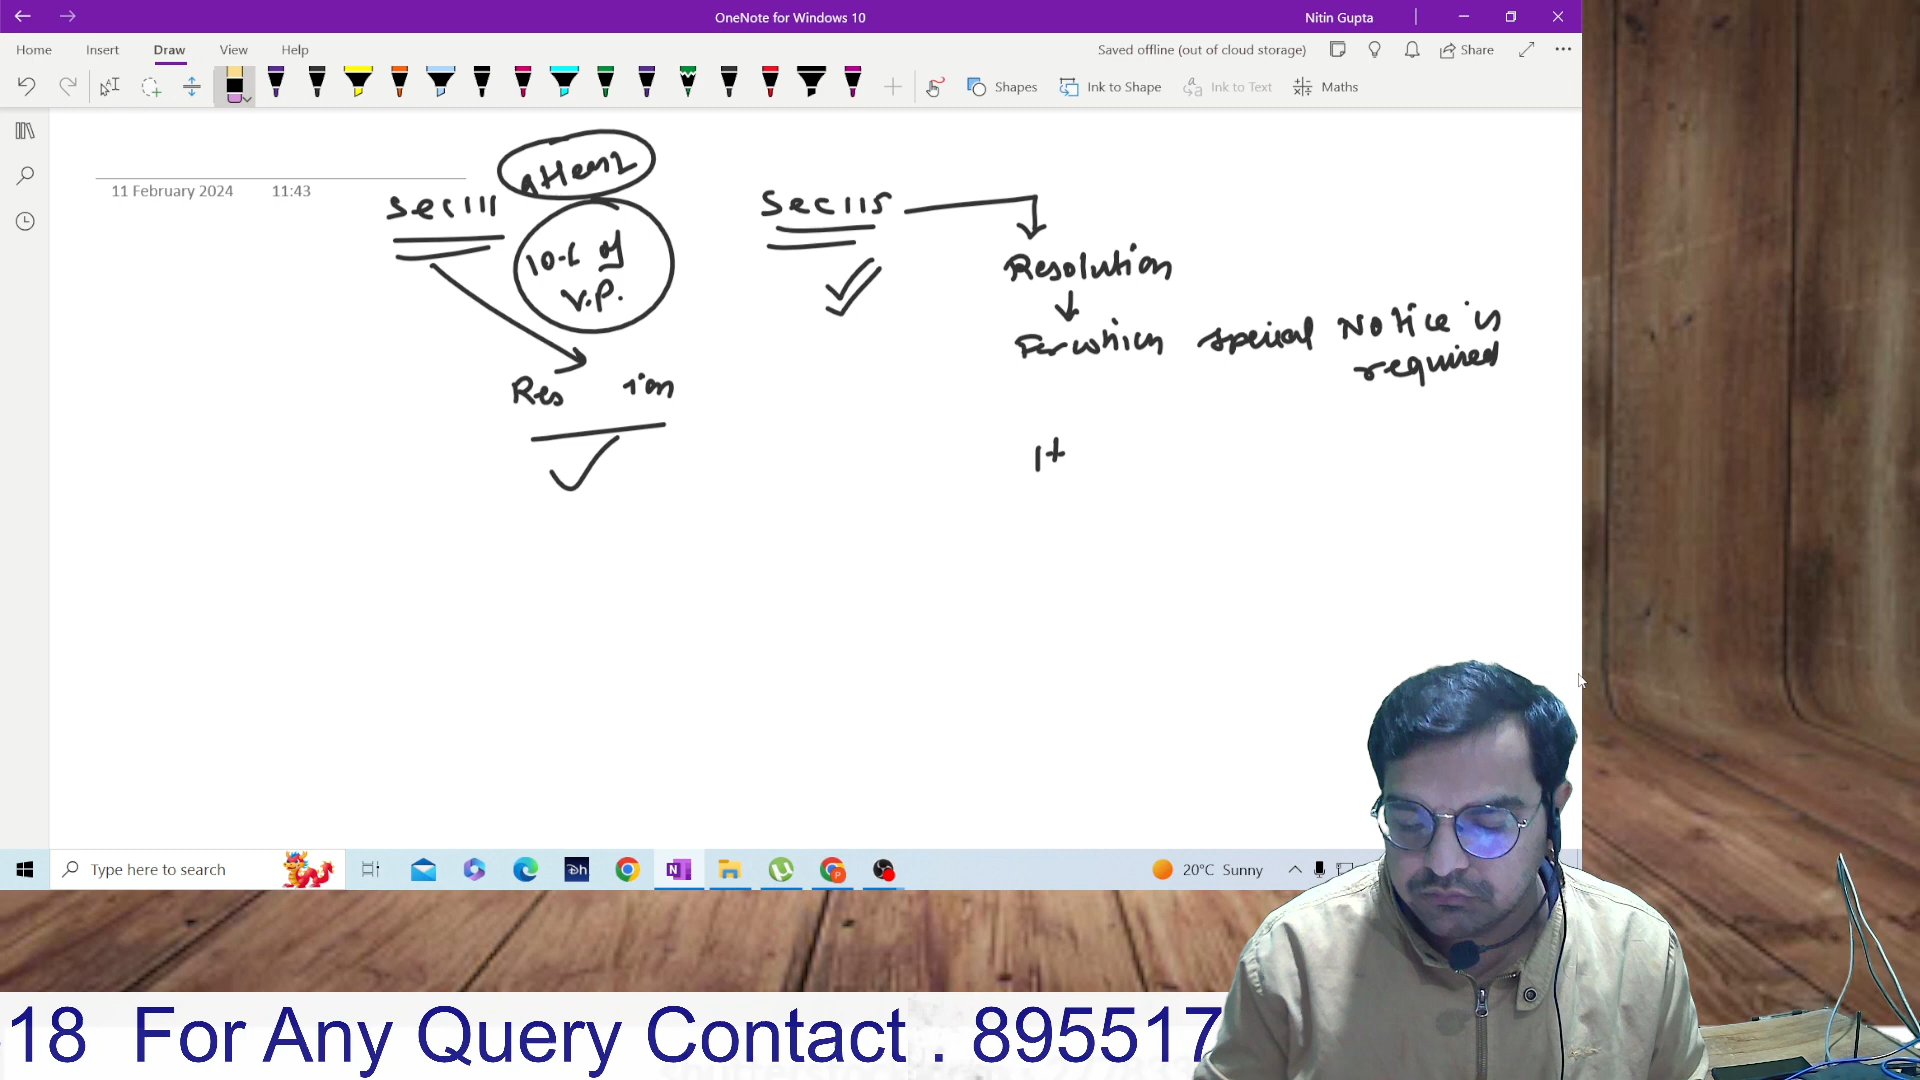 OneNote for Windows 10
Nitin Gupta
Home Insert Draw View Help
Saved offline (out of cloud storage)
Share
Shapes
Ink to Shape
Ink to Text
Maths
11 February 2024 11:43
Sec 111
10-1 of
V.P.
Res ion
Sec 115
Resolution
For which special Notice is
required
It
Type here to search
20°C Sunny
18 For Any Query Contact . 895517